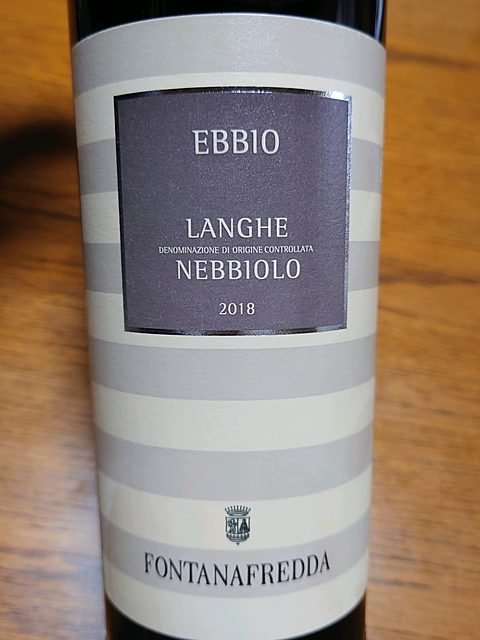 EBBIO
LANGHE
DENOMINAZIONE DI ORIGINE CONTROLLATA
NEBBIOLO
2018
FONTANAFREDDA